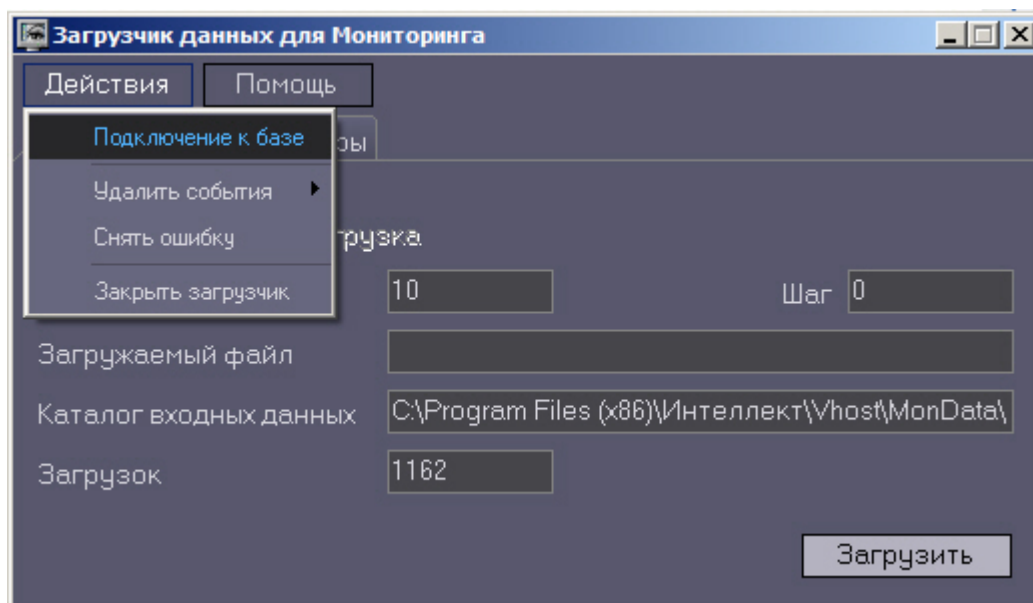 Загрузчик данных для Мониторинга
Действия Помощь
Подключение к базе
ры
Удалить события
Снять ошибку
грузка
Закрыть загрузчик
10 Шаг 0
Загружаемый файл
Каталог входных данных C:\Program Files (x86)\Интеллект\Vhost\MonData\
Загрузок 1162
Загрузить